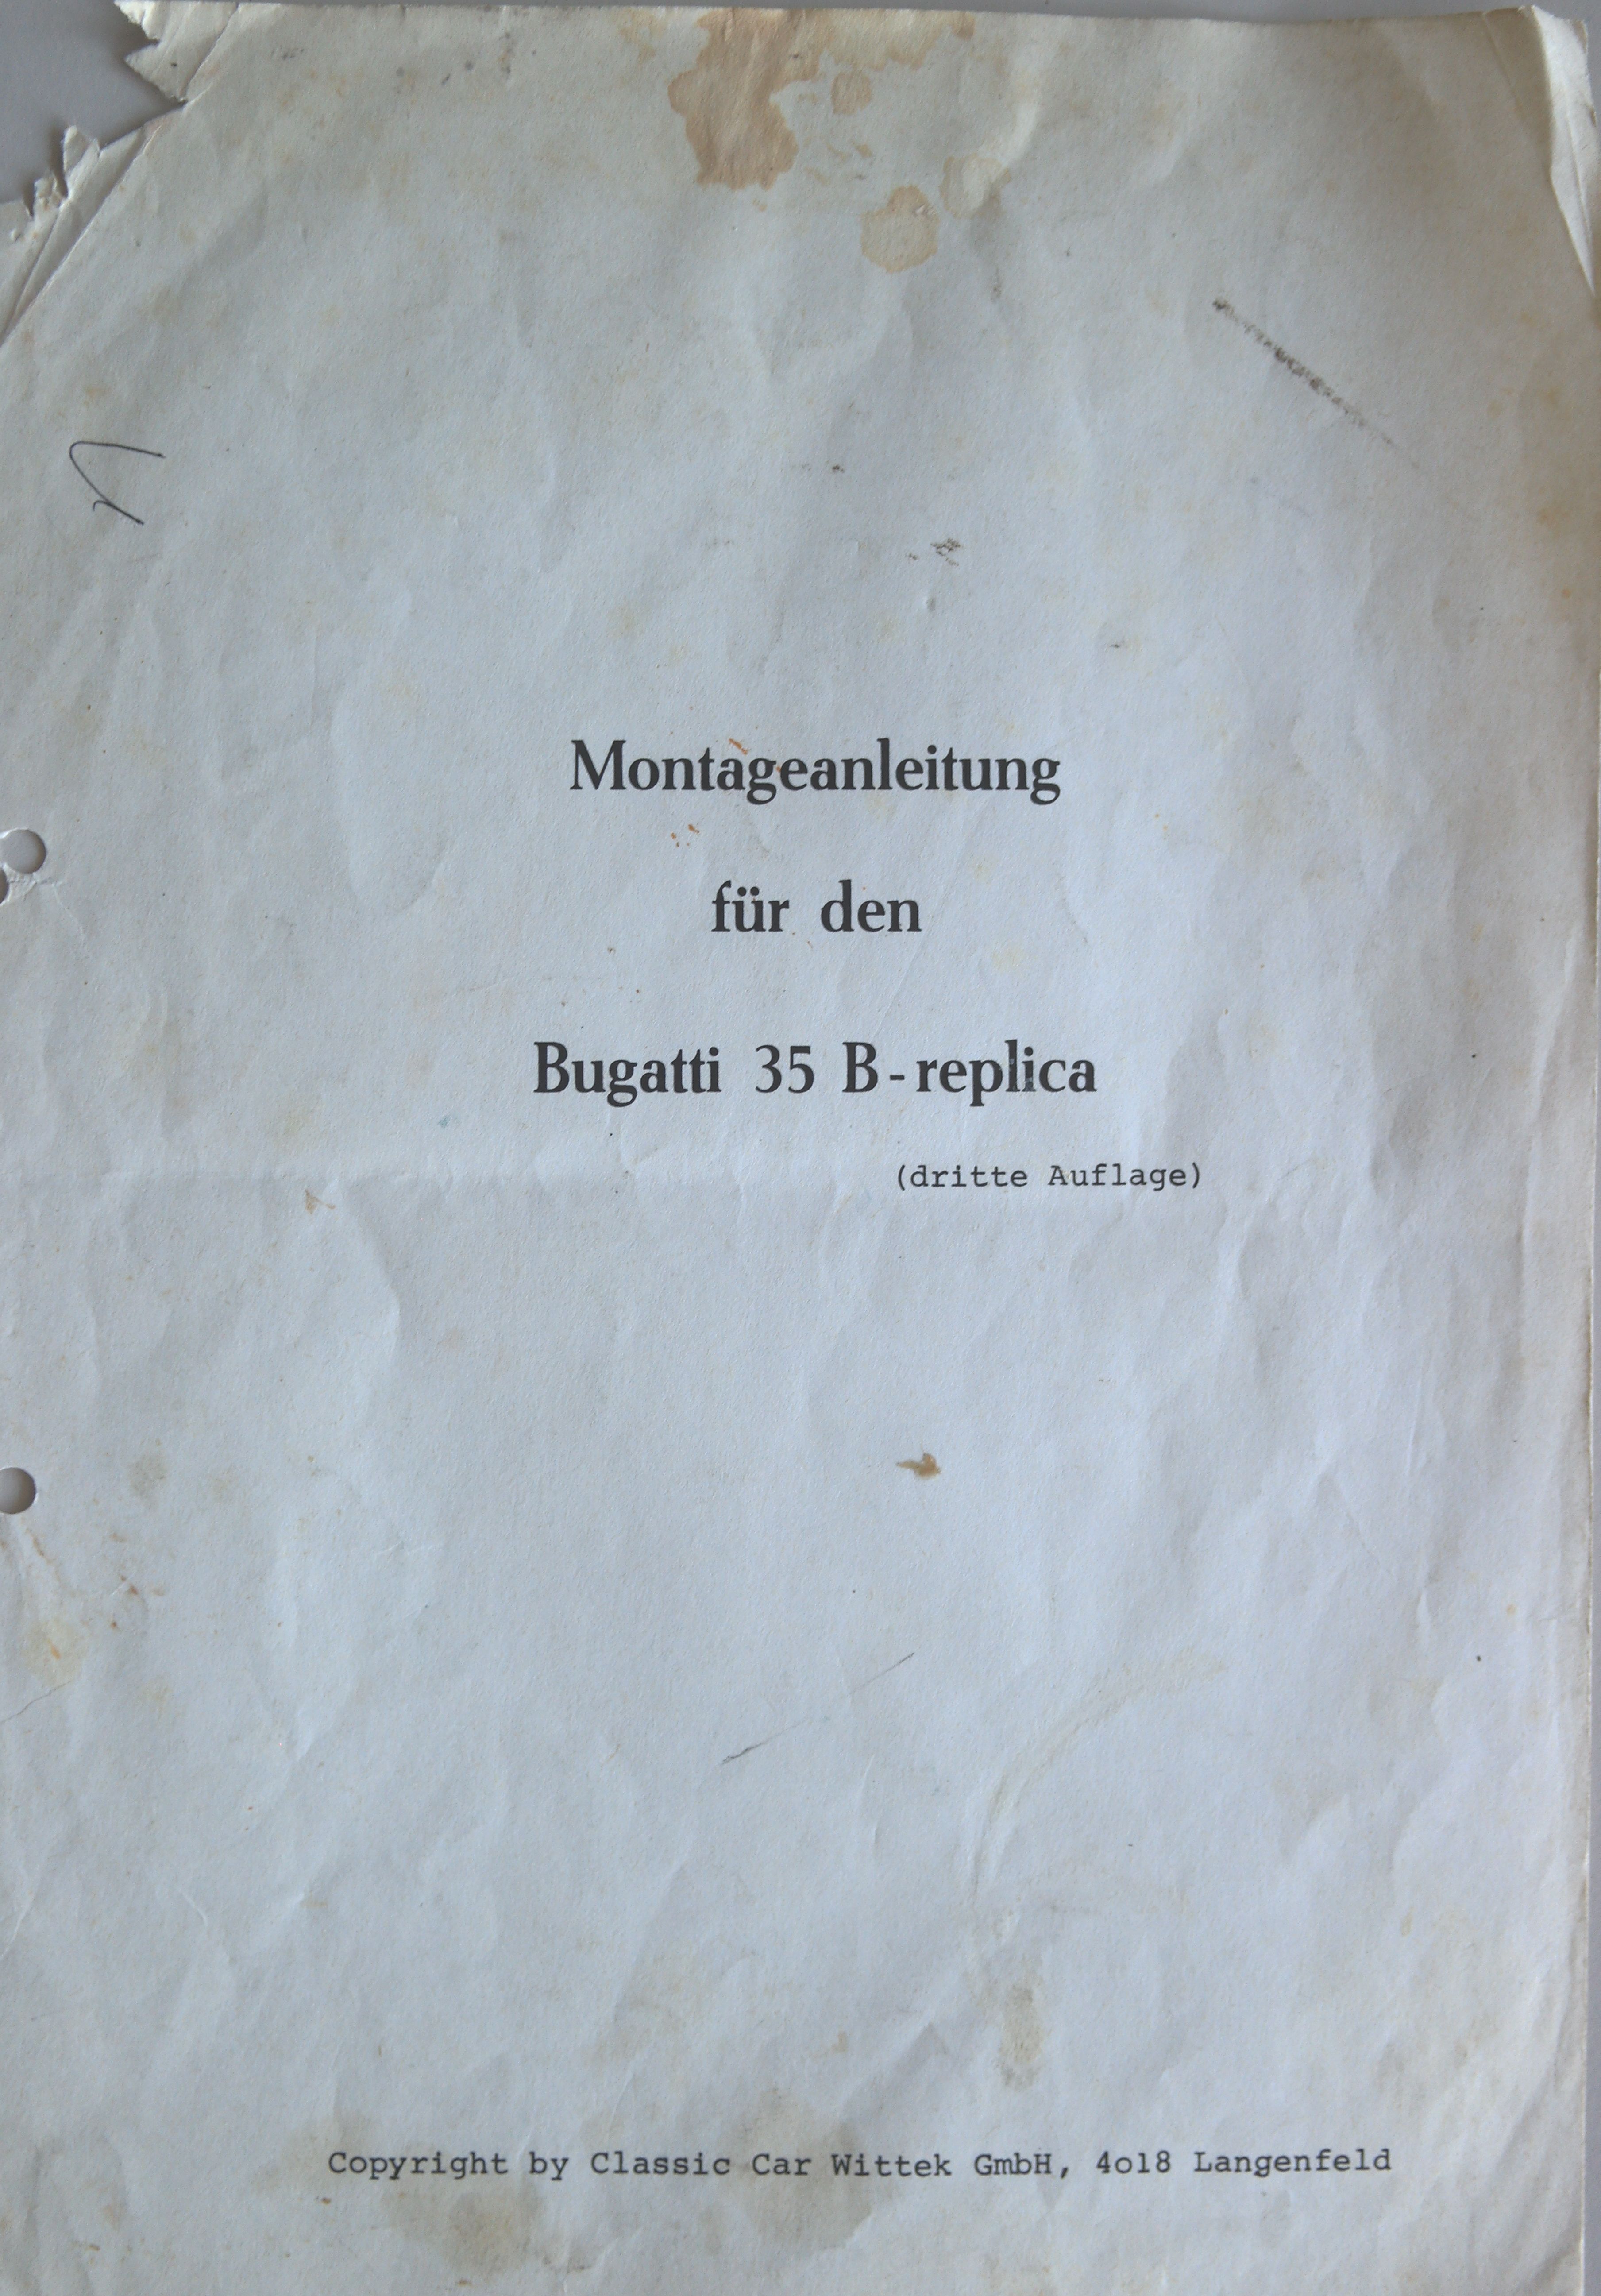 Montageanleitung
für den
Bugatti 35 B-replica
(dritte Auflage)
Copyright by Classic Car Wittek GmbH, 4o18 Langenfeld